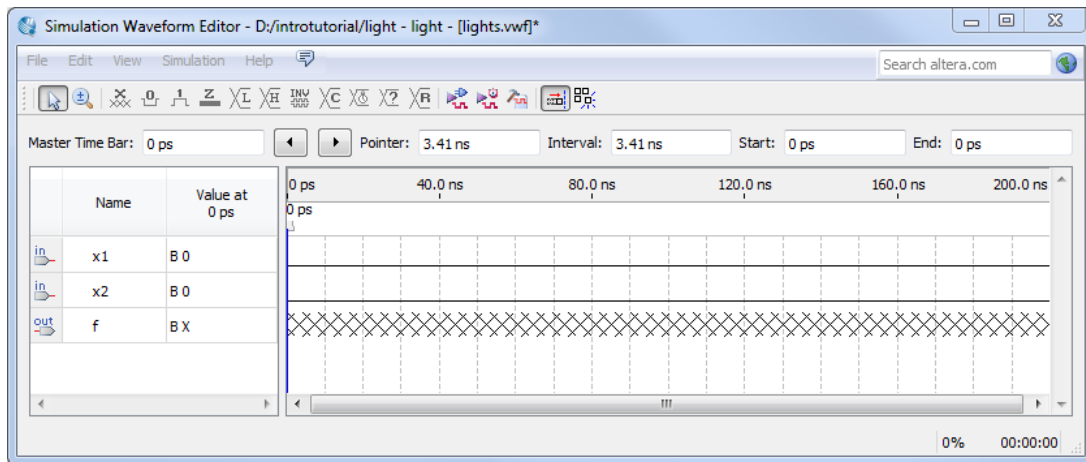 Simulation Waveform Editor - D:/introtutorial/light - light - [lights.vwf]*
File Edit View Simulation Help Search altera.com
Master Time Bar: 0 ps Pointer: 3.41 ns Interval: 3.41 ns Start: 0 ps End: 0 ps
Name Value at 0 ps
0 ps 40.0 ns 80.0 ns 120.0 ns 160.0 ns 200.0 ns
0 ps
in x1 B 0
in x2 B 0
out f B X
0% 00:00:00